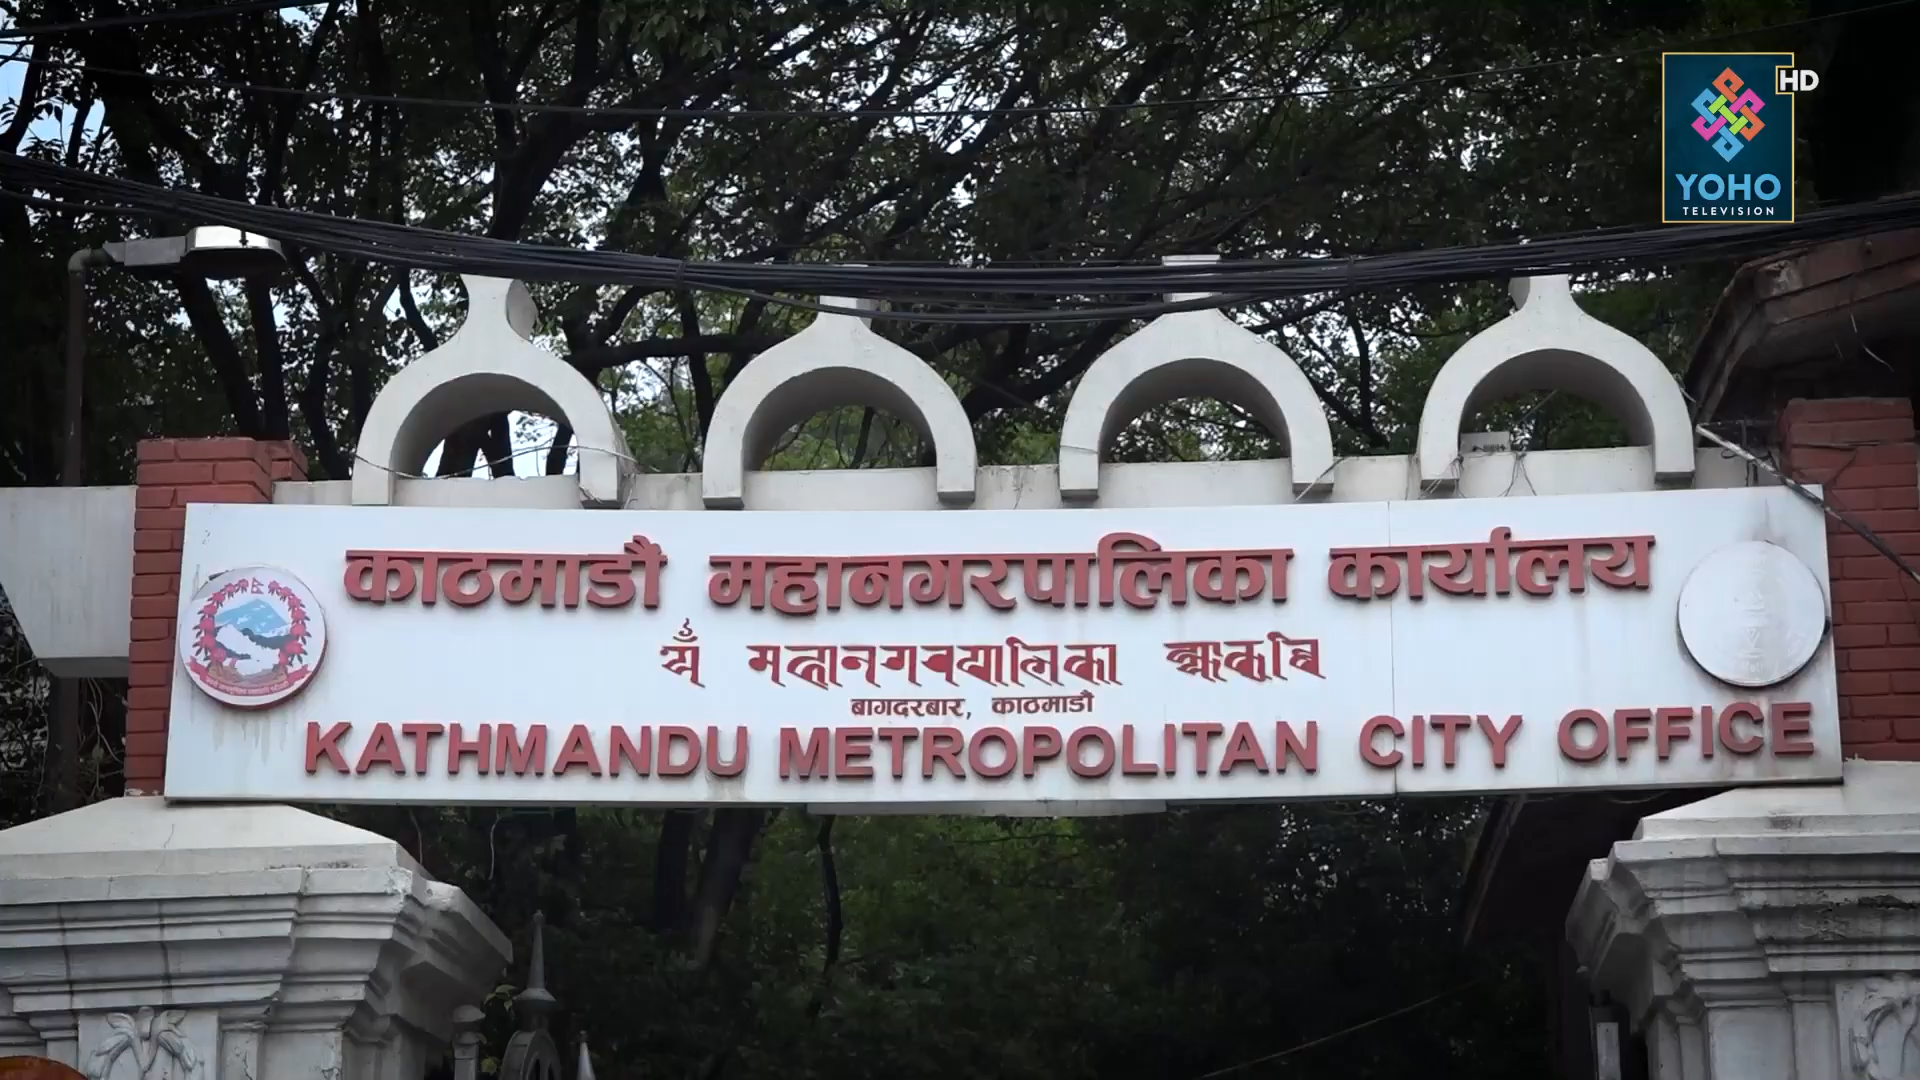 HD
YOHO
TELEVISION
काठमाडौं महानगरपालिका कार्यालय
बागदरबार, काठमाडौं
KATHMANDU METROPOLITAN CITY OFFICE